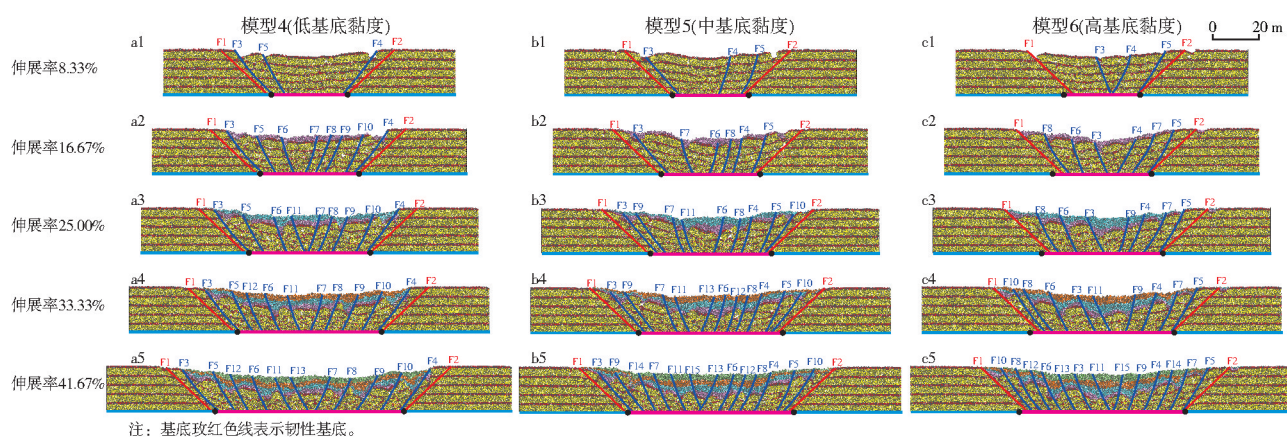 模型4(低基底黏度) 模型5(中基底黏度) 模型6(高基底黏度) 0 20 m
a1 F1 F3 F5 F4 F2 b1 F1 F3 F4 F5 F2 c1 F1 F3 F4 F5 F2
伸展率8.33%
a2 F1 F3 F5 F6 F7 F8 F9 F10 F4 F2 b2 F1 F3 F7 F6 F8 F4 F5 F2 c2 F1 F8 F6 F3 F7 F4 F5 F2
伸展率16.67%
a3 F1 F3 F5 F6 F11 F7 F8 F9 F10 F4 F2 b3 F1 F3 F9 F7 F11 F6 F8 F4 F5 F10 F2 c3 F1 F8 F6 F3 F9 F4 F7 F5 F2
伸展率25.00%
a4 F1 F3 F5 F12 F6 F11 F7 F8 F9 F10 F4 F2 b4 F1 F3 F9 F7 F11 F13 F6 F12 F8 F4 F5 F10 F2 c4 F1 F10 F8 F6 F3 F11 F9 F4 F7 F5 F2
伸展率33.33%
a5 F1 F3 F5 F12 F6 F11 F13 F7 F8 F9 F10 F4 F2 b5 F1 F3 F9 F14 F7 F11 F15 F13 F6 F12 F8 F4 F5 F10 F2 c5 F1 F10 F8 F12 F6 F13 F3 F11 F15 F9 F4 F14 F7 F5 F2
伸展率41.67%
注：基底玫红色线表示韧性基底。